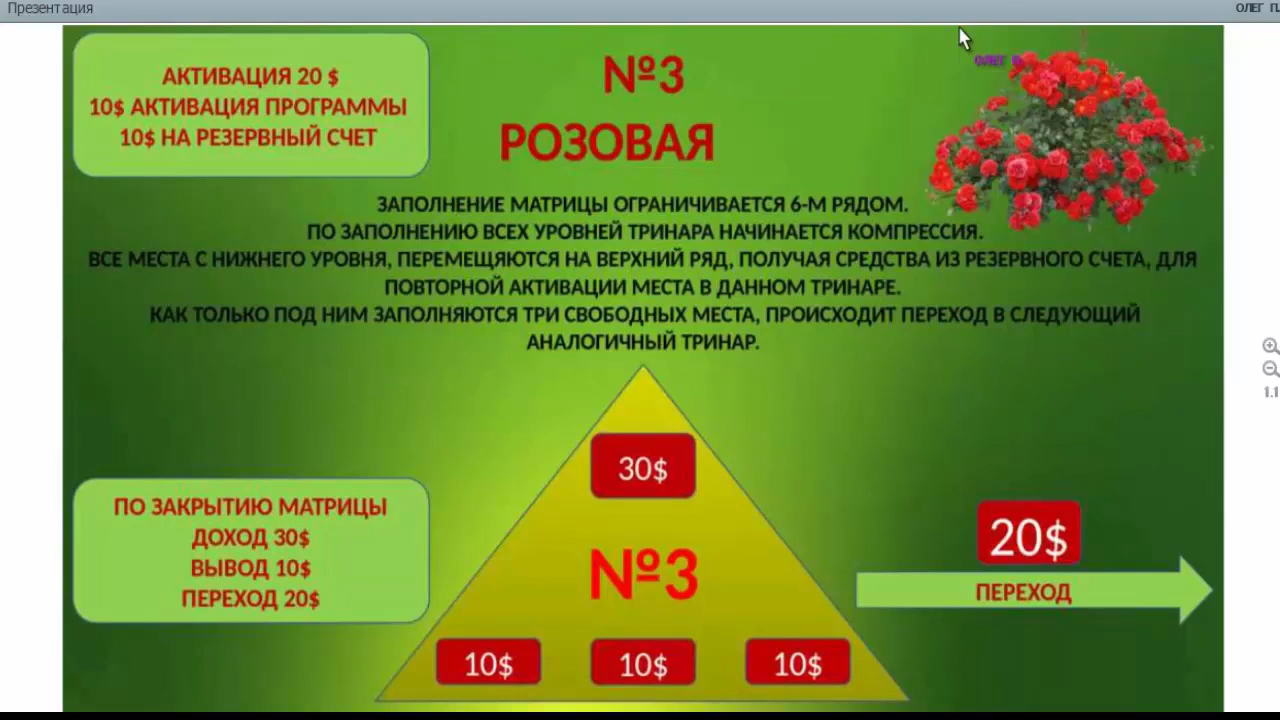 Презентация
ОЛЕГ П.
АКТИВАЦИЯ 20 $
10$ АКТИВАЦИЯ ПРОГРАММЫ
10$ НА РЕЗЕРВНЫЙ СЧЕТ
№3
РОЗОВАЯ
ОЛЕГ
ЗАПОЛНЕНИЕ МАТРИЦЫ ОГРАНИЧИВАЕТСЯ 6-М РЯДОМ.
ПО ЗАПОЛНЕНИЮ ВСЕХ УРОВНЕЙ ТРИНАРА НАЧИНАЕТСЯ КОМПРЕССИЯ.
ВСЕ МЕСТА С НИЖНЕГО УРОВНЯ, ПЕРЕМЕЩЯЮТСЯ НА ВЕРХНИЙ РЯД, ПОЛУЧАЯ СРЕДСТВА ИЗ РЕЗЕРВНОГО СЧЕТА, ДЛЯ
ПОВТОРНОЙ АКТИВАЦИИ МЕСТА В ДАННОМ ТРИНАРЕ.
КАК ТОЛЬКО ПОД НИМ ЗАПОЛНЯЮТСЯ ТРИ СВОБОДНЫХ МЕСТА, ПРОИСХОДИТ ПЕРЕХОД В СЛЕДУЮЩИЙ
АНАЛОГИЧНЫЙ ТРИНАР.
30$
№3
10$ 10$ 10$
ПО ЗАКРЫТИЮ МАТРИЦЫ
ДОХОД 30$
ВЫВОД 10$
ПЕРЕХОД 20$
20$
ПЕРЕХОД